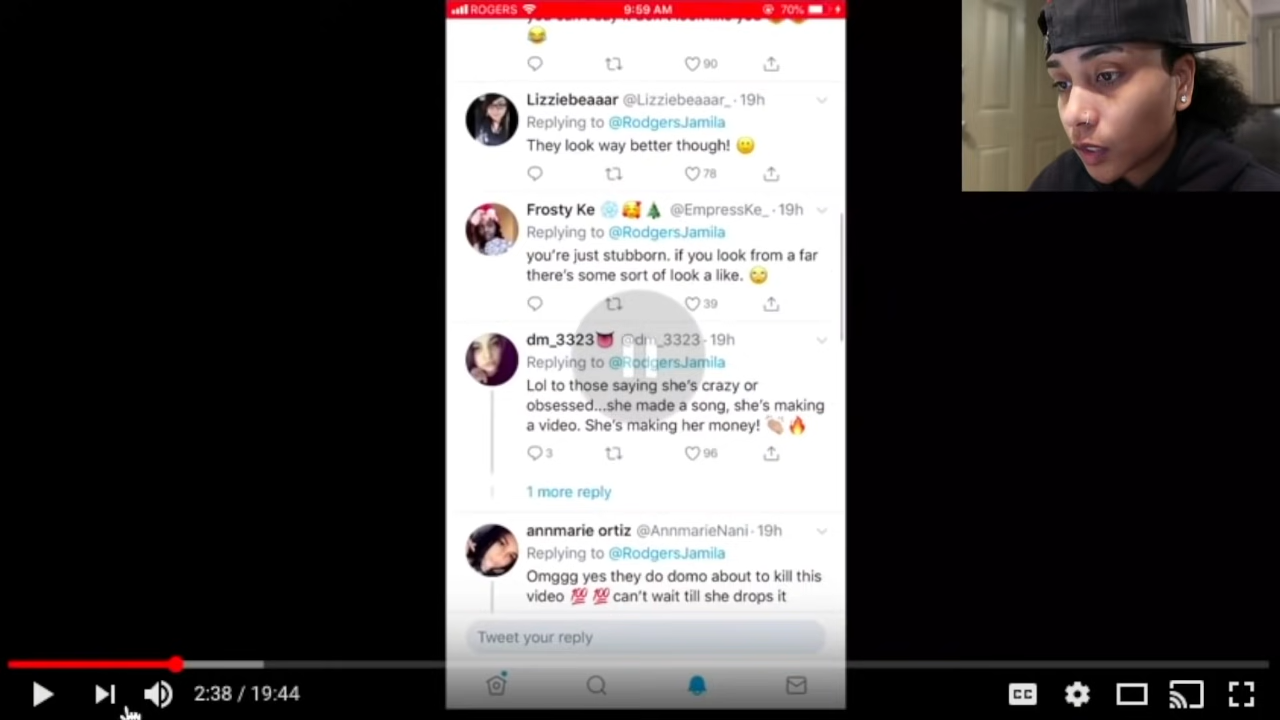 ROGERS 9:59 AM 70%
😂
90
Lizziebeaaar @Lizziebeaaar_ · 19h
Replying to @RodgersJamila
They look way better though! 😬
78
Frosty Ke ❄️🥰🎄 @EmpressKe_ · 19h
Replying to @RodgersJamila
you're just stubborn. if you look from a far
there's some sort of look a like. 🙄
39
dm_3323👅 @dm_3323 · 19h
Replying to @RodgersJamila
Lol to those saying she's crazy or
obsessed...she made a song, she's making
a video. She's making her money! 👏🏼🔥
3 96
1 more reply
annmarie ortiz @AnnmarieNani · 19h
Replying to @RodgersJamila
Omggg yes they do domo about to kill this
video 💯 💯 can't wait till she drops it
Tweet your reply
2:38 / 19:44 CC